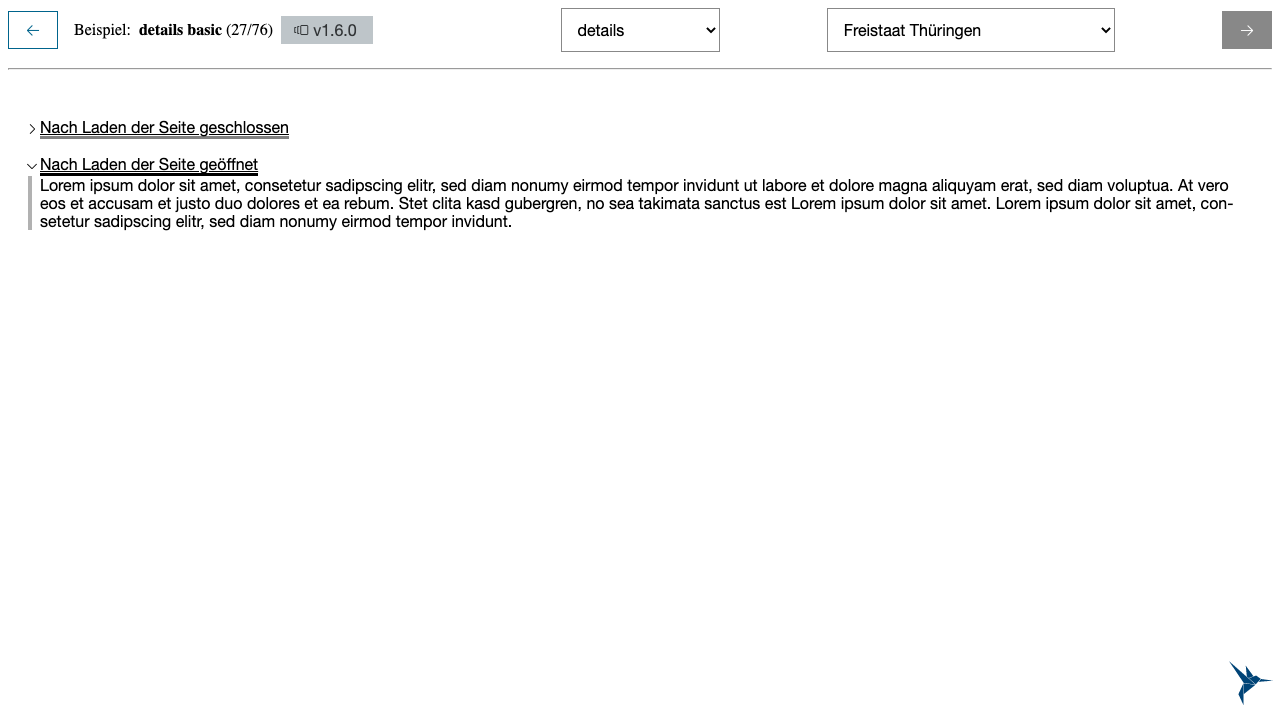 Beispiel: details basic (27/76) v1.6.0 details Freistaat Thüringen
Nach Laden der Seite geschlossen
Nach Laden der Seite geöffnet
Lorem ipsum dolor sit amet, consetetur sadipscing elitr, sed diam nonumy eirmod tempor invidunt ut labore et dolore magna aliquyam erat, sed diam voluptua. At vero
eos et accusam et justo duo dolores et ea rebum. Stet clita kasd gubergren, no sea takimata sanctus est Lorem ipsum dolor sit amet. Lorem ipsum dolor sit amet, con-
setetur sadipscing elitr, sed diam nonumy eirmod tempor invidunt.